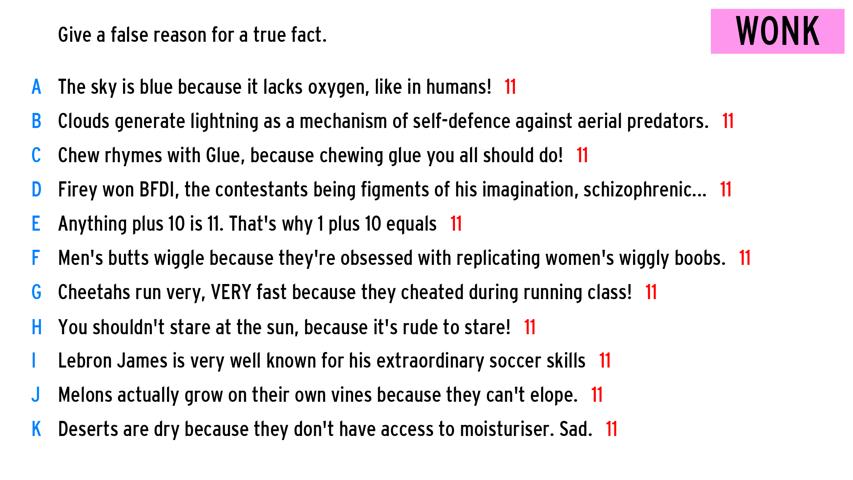 Give a false reason for a true fact.
WONK
A The sky is blue because it lacks oxygen, like in humans! 11
B Clouds generate lightning as a mechanism of self-defence against aerial predators. 11
C Chew rhymes with Glue, because chewing glue you all should do! 11
D Firey won BFDI, the contestants being figments of his imagination, schizophrenic... 11
E Anything plus 10 is 11. That's why 1 plus 10 equals 11
F Men's butts wiggle because they're obsessed with replicating women's wiggly boobs. 11
G Cheetahs run very, VERY fast because they cheated during running class! 11
H You shouldn't stare at the sun, because it's rude to stare! 11
I Lebron James is very well known for his extraordinary soccer skills 11
J Melons actually grow on their own vines because they can't elope. 11
K Deserts are dry because they don't have access to moisturiser. Sad. 11